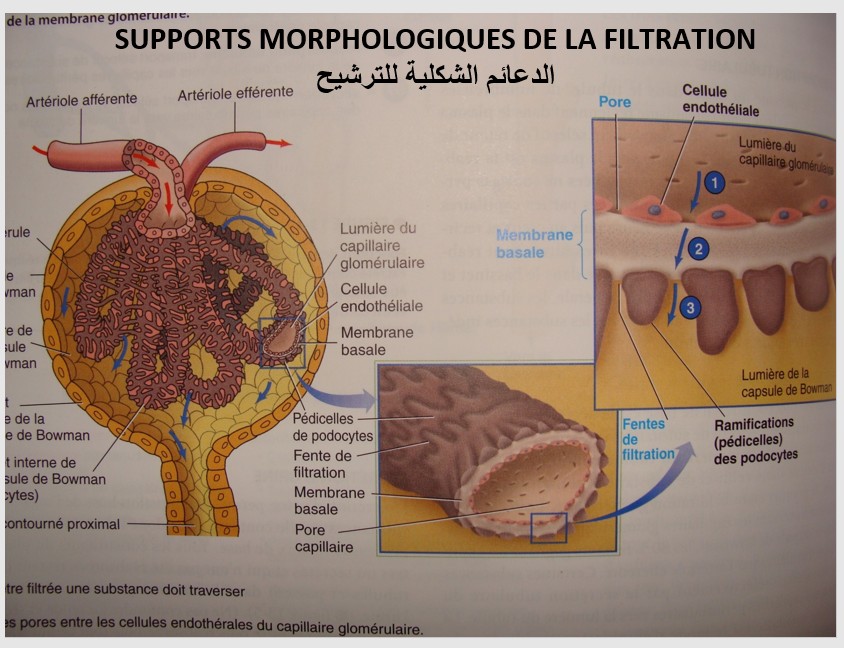 de la membrane glomérulaire.
SUPPORTS MORPHOLOGIQUES DE LA FILTRATION
الدعائم الشكلية للترشيح
Artériole afférente
Artériole efférente
érule
e
wman
re de
sule de
wman
t
e de la
e de Bowman
t interne de
sule de Bowman
cytes)
contourné proximal
Lumière du
capillaire
glomérulaire
Cellule
endothéliale
Membrane
basale
Pédicelles
de podocytes
Fente de
filtration
Membrane
basale
Pore
capillaire
Pore
Cellule
endothéliale
Lumière du
capillaire glomérulaire
1
Membrane
basale
2
3
Lumière de la
capsule de Bowman
Fentes
de
filtration
Ramifications
(pédicelles)
des podocytes
tre filtrée une substance doit traverser
es pores entre les cellules endothérales du capillaire glomérulaire.